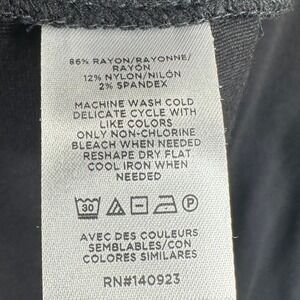 86% RAYON/RAYONNE/
RAYÓN
12% NYLON/NILÓN
2% SPANDEX
MACHINE WASH COLD
DELICATE CYCLE WITH
LIKE COLORS
ONLY NON-CHLORINE
BLEACH WHEN NEEDED
RESHAPE DRY FLAT
COOL IRON WHEN
NEEDED
30 P
AVEC DES COULEURS
SEMBLABLES/CON
COLORES SIMILARES
RN#140923